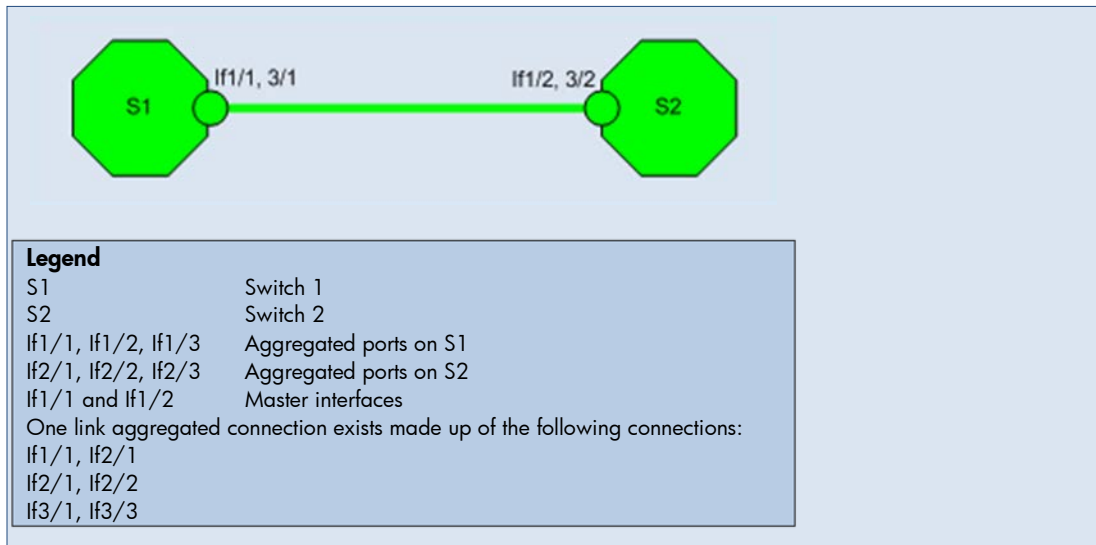 If1/1, 3/1
If1/2, 3/2
S1
S2
Legend
S1 Switch 1
S2 Switch 2
If1/1, If1/2, If1/3 Aggregated ports on S1
If2/1, If2/2, If2/3 Aggregated ports on S2
If1/1 and If1/2 Master interfaces
One link aggregated connection exists made up of the following connections:
If1/1, If2/1
If2/1, If2/2
If3/1, If3/3